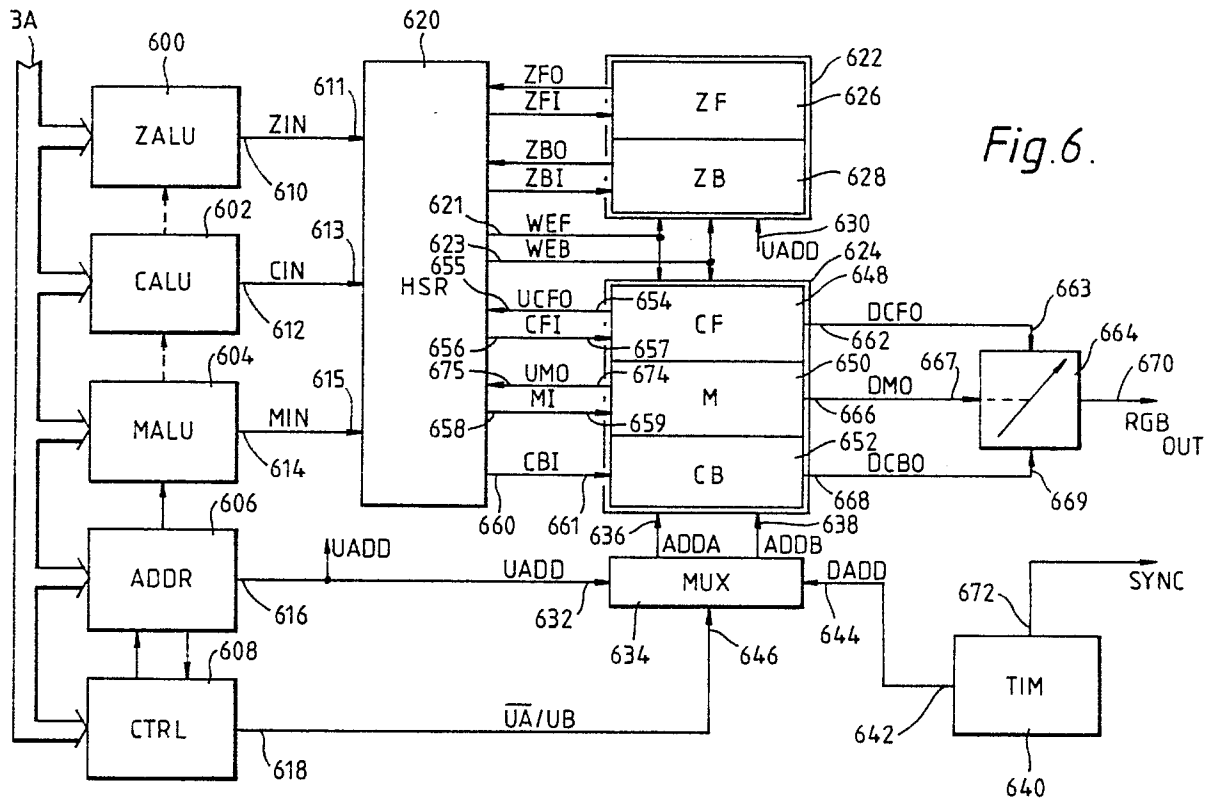 3A
600
620
622
ZFO
611
ZFI
626
ZF
ZALU
ZIN
Fig.6.
ZBO
610
ZBI
ZB
628
602
621
WEF
630
613
623
WEB
UADD
655
624
CALU
CIN
HSR
648
UCFO
654
DCFO
663
612
CF
662
664
604
656
CFI
657
650
675
UMO
674
667
670
615
DMO
MALU
MIN
MI
M
666
RGB
OUT
658
659
652
614
CBI
CB
DCBO
606
668
669
660
661
636
638
ADDA
ADDB
UADD
ADDR
UADD
MUX
DADD
SYNC
616
632
672
644
608
634
646
TIM
CTRL
U̅A̅/UB
642
618
640